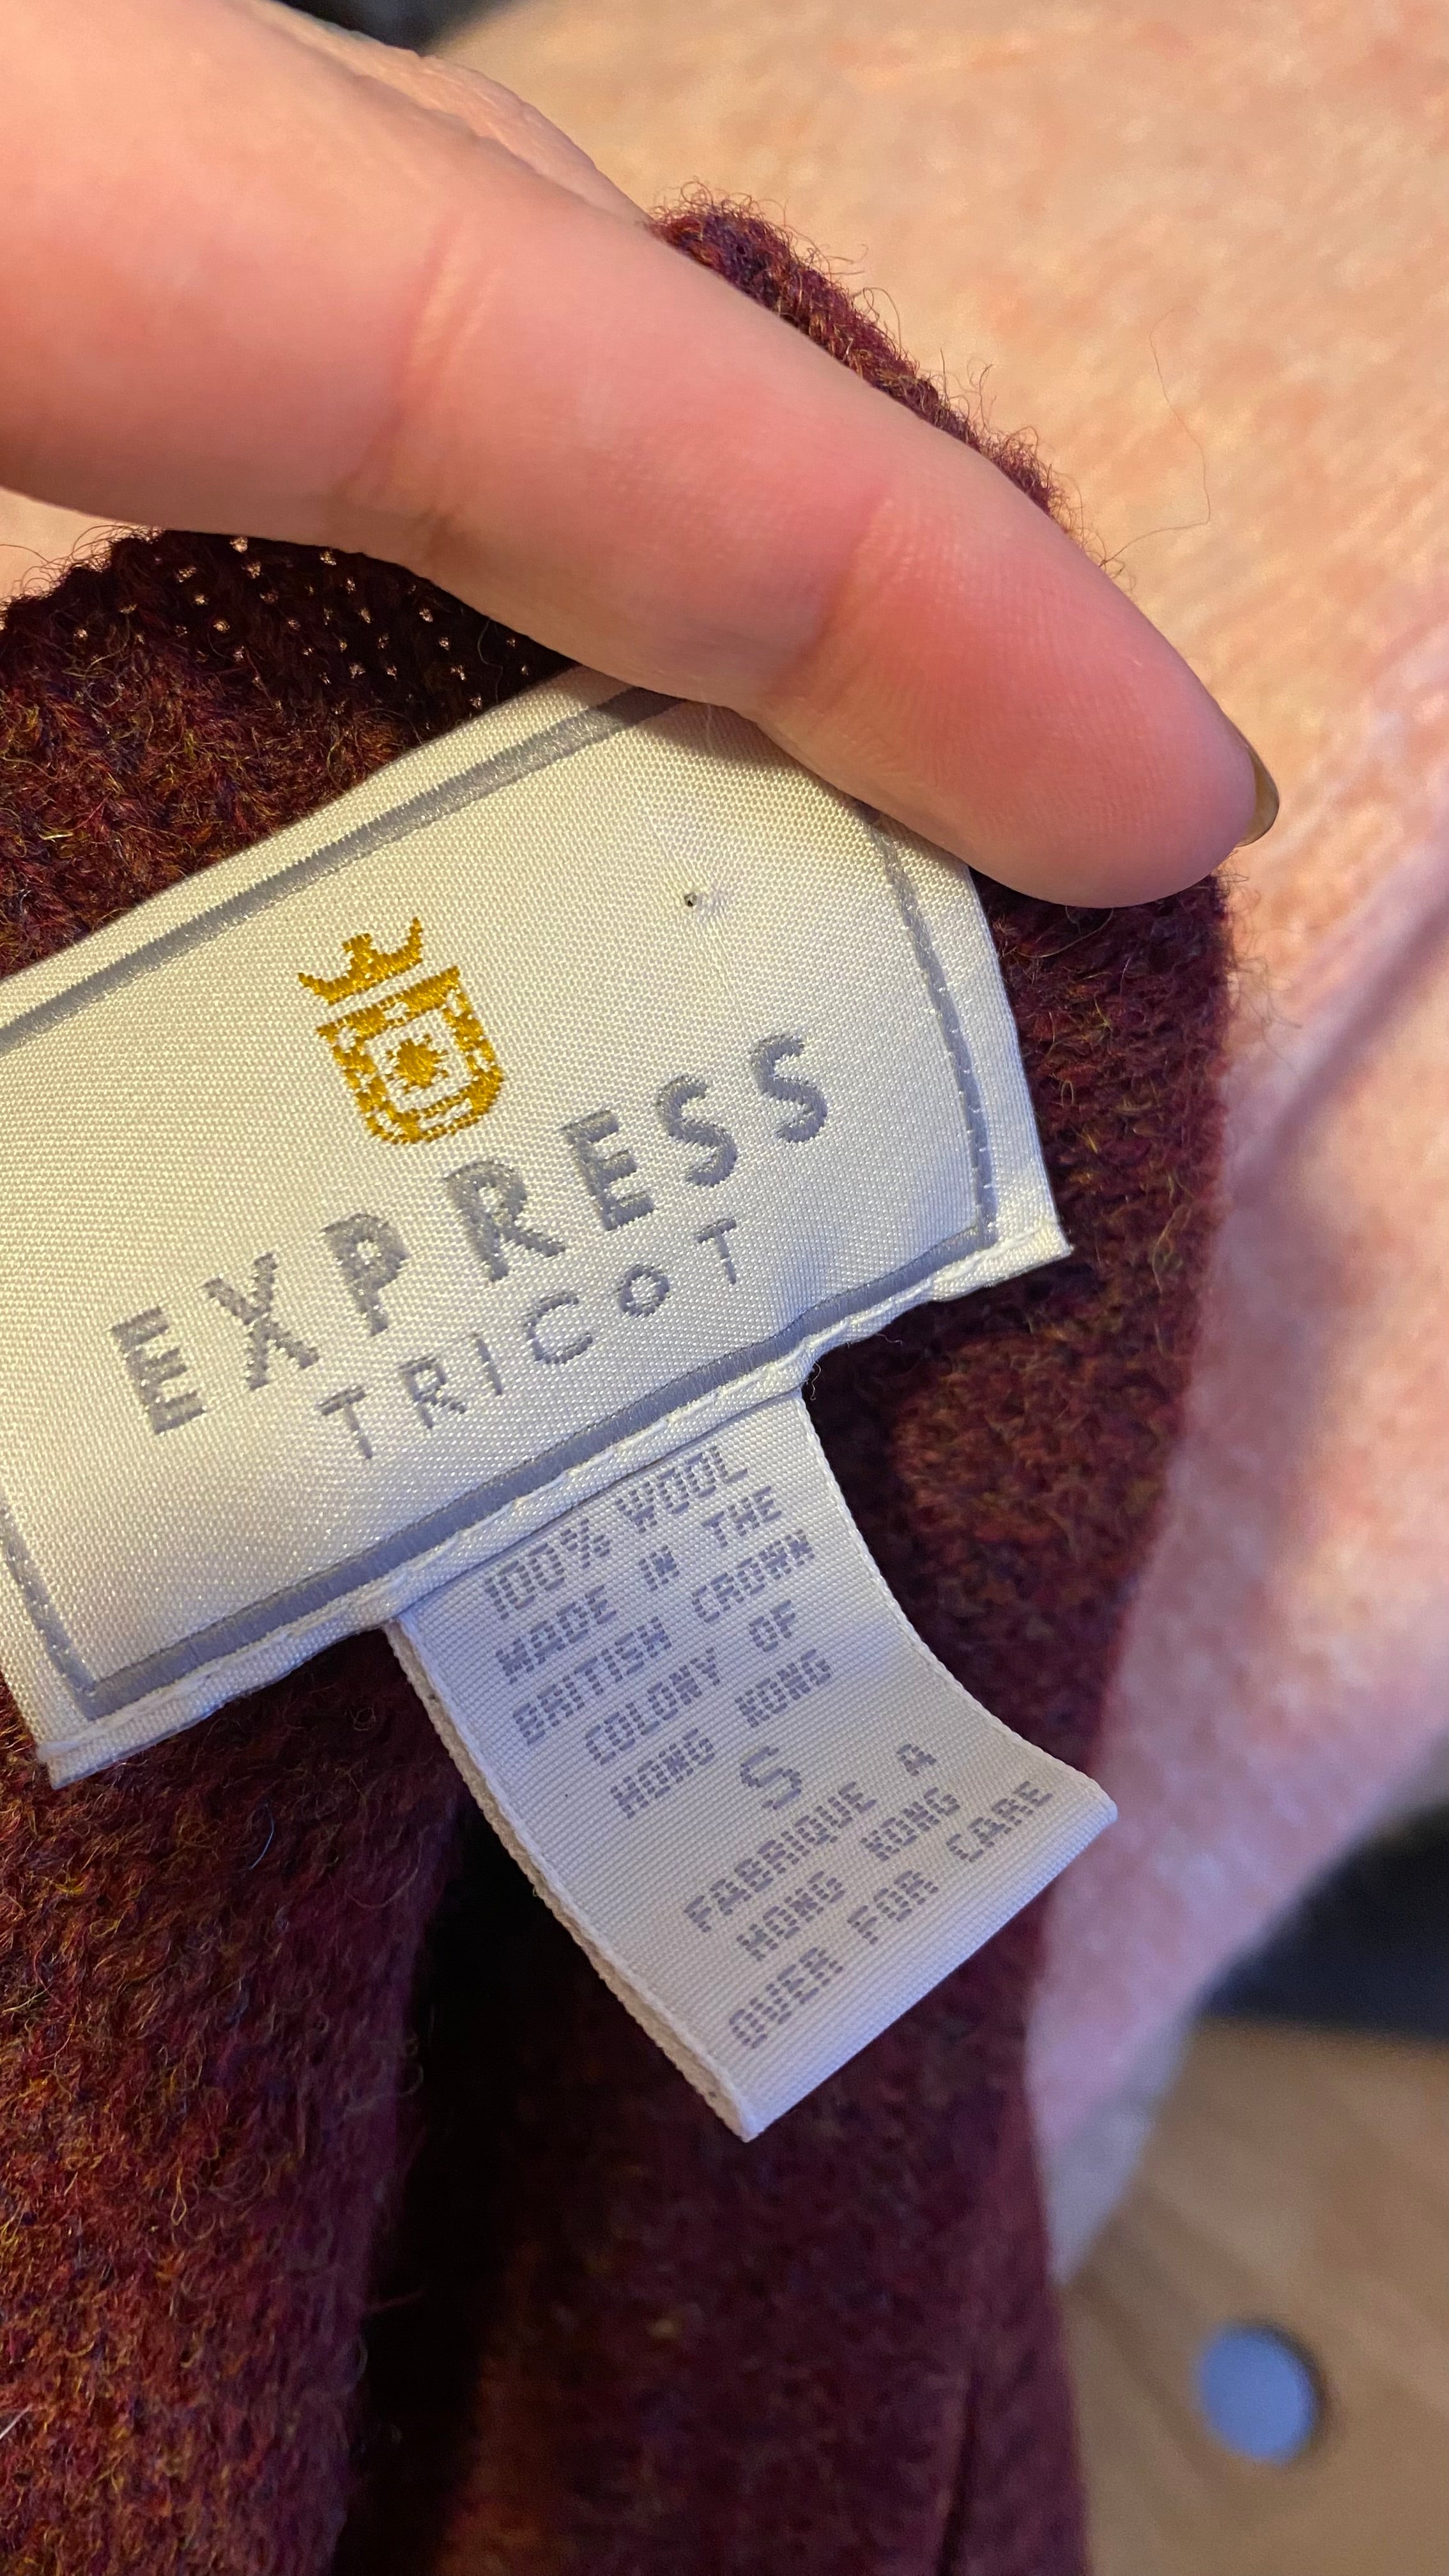 EXPRESS
TRICOT
100% WOOL
MADE IN THE
BRITISH CROWN
COLONY OF
HONG KONG
S
FABRIQUE A
HONG KONG
OVER FOR CARE